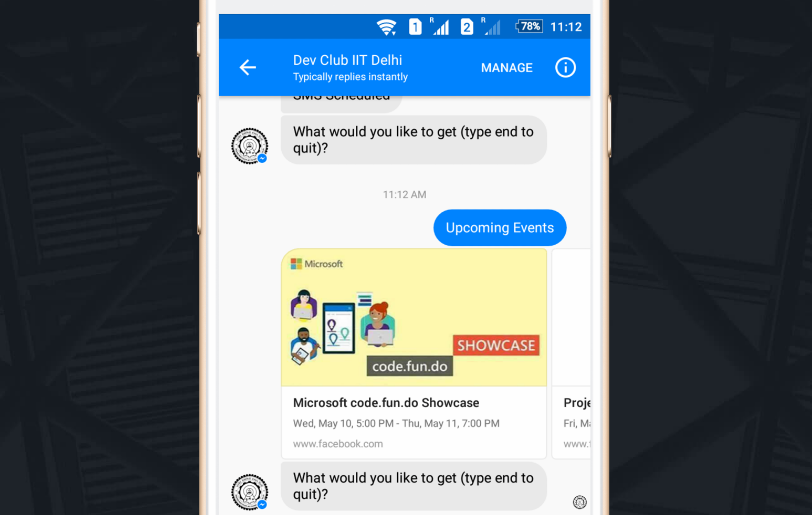 1 R 2 R 78% 11:12
Dev Club IIT Delhi
Typically replies instantly
MANAGE
SMS Scheduled
What would you like to get (type end to
quit)?
11:12 AM
Upcoming Events
Microsoft
SHOWCASE
code.fun.do
Microsoft code.fun.do Showcase
Wed, May 10, 5:00 PM - Thu, May 11, 7:00 PM
www.facebook.com
Proje
Fri, Ma
www.f
What would you like to get (type end to
quit)?